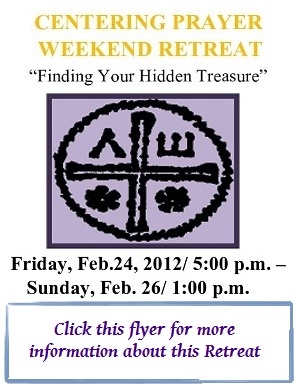 CENTERING PRAYER
WEEKEND RETREAT
“Finding Your Hidden Treasure”
Friday, Feb.24, 2012/ 5:00 p.m. –
Sunday, Feb. 26/ 1:00 p.m.
Click this flyer for more
information about this Retreat